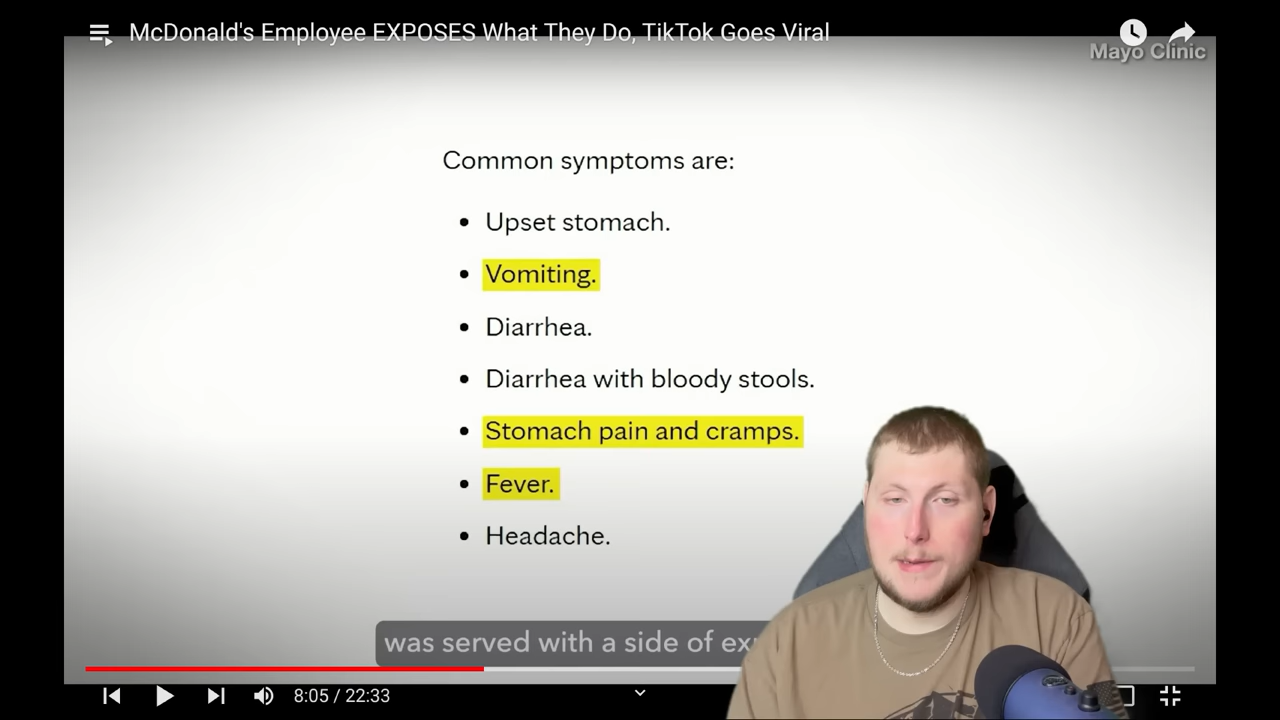 McDonald's Employee EXPOSES What They Do, TikTok Goes Viral
Mayo Clinic
Common symptoms are:
• Upset stomach.
• Vomiting.
• Diarrhea.
• Diarrhea with bloody stools.
• Stomach pain and cramps.
• Fever.
• Headache.
was served with a side of
8:05 / 22:33